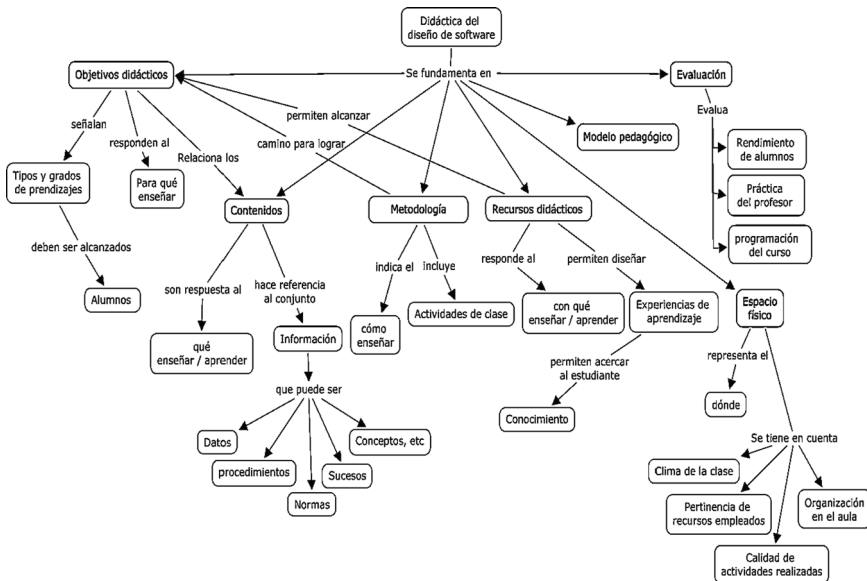 Didáctica del
diseño de software
Se fundamenta en
Objetivos didácticos
Evaluación
permiten alcanzar
Evalua
señalan
responden al
Relaciona los
camino para lograr
Modelo pedagógico
Rendimiento
de alumnos
Tipos y grados
de prendizajes
Para qué
enseñar
Práctica
del profesor
Contenidos
Metodología
Recursos didácticos
programación
del curso
deben ser alcanzados
Alumnos
son respuesta al
hace referencia
al conjunto
indica el
incluye
responde al
permiten diseñar
Espacio
físico
qué
enseñar / aprender
Información
cómo
enseñar
Actividades de clase
con qué
enseñar / aprender
Experiencias de
aprendizaje
representa el
dónde
permiten acercar
al estudiante
Conocimiento
que puede ser
Datos
procedimientos
Normas
Sucesos
Conceptos, etc
Se tiene en cuenta
Clima de la clase
Pertinencia de
recursos empleados
Calidad de
actividades realizadas
Organización
en el aula